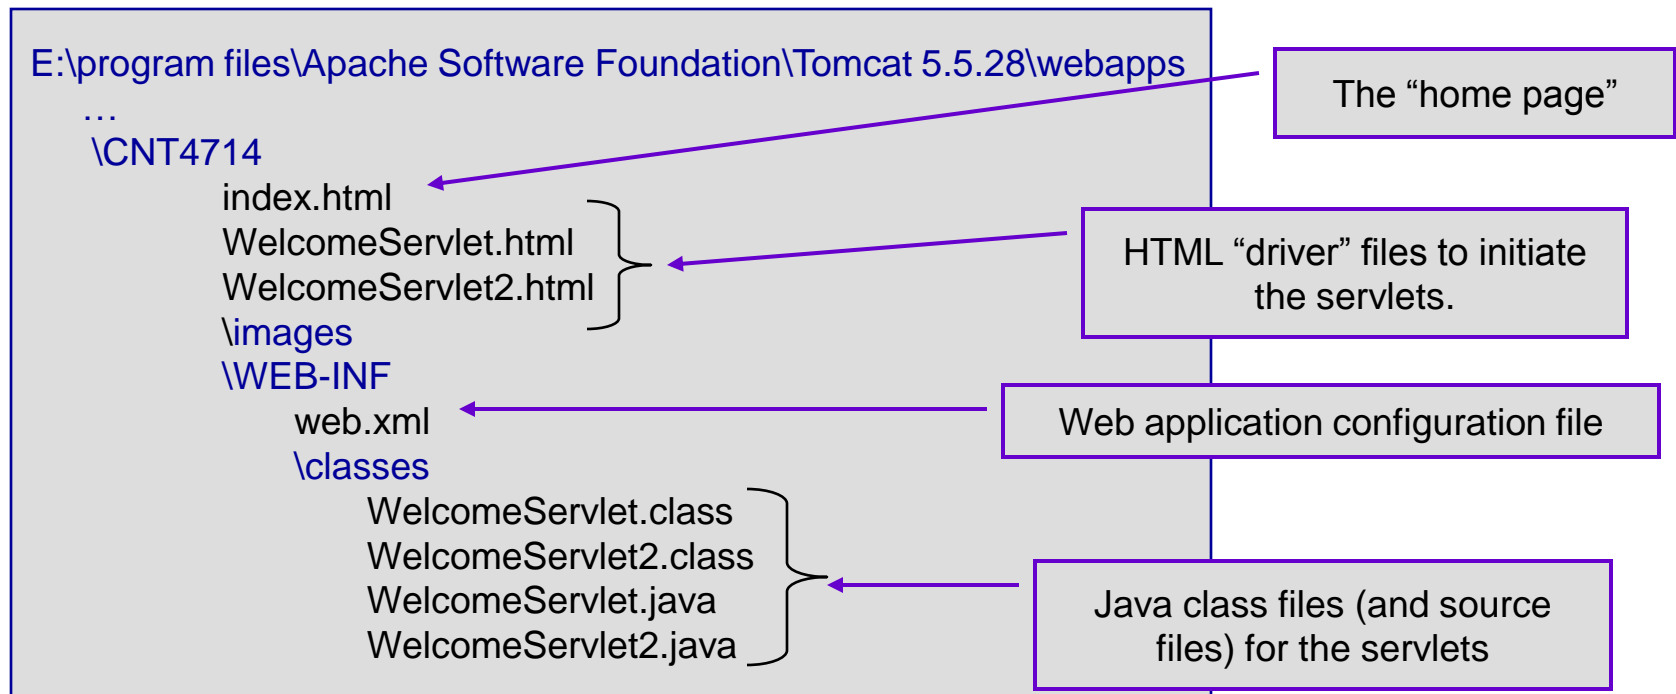 E:\program files\Apache Software Foundation\Tomcat 5.5.28\webapps
…
\CNT4714
index.html
WelcomeServlet.html
WelcomeServlet2.html
\images
\WEB-INF
web.xml
\classes
WelcomeServlet.class
WelcomeServlet2.class
WelcomeServlet.java
WelcomeServlet2.java
The “home page”
HTML “driver” files to initiate
the servlets.
Web application configuration file
Java class files (and source
files) for the servlets